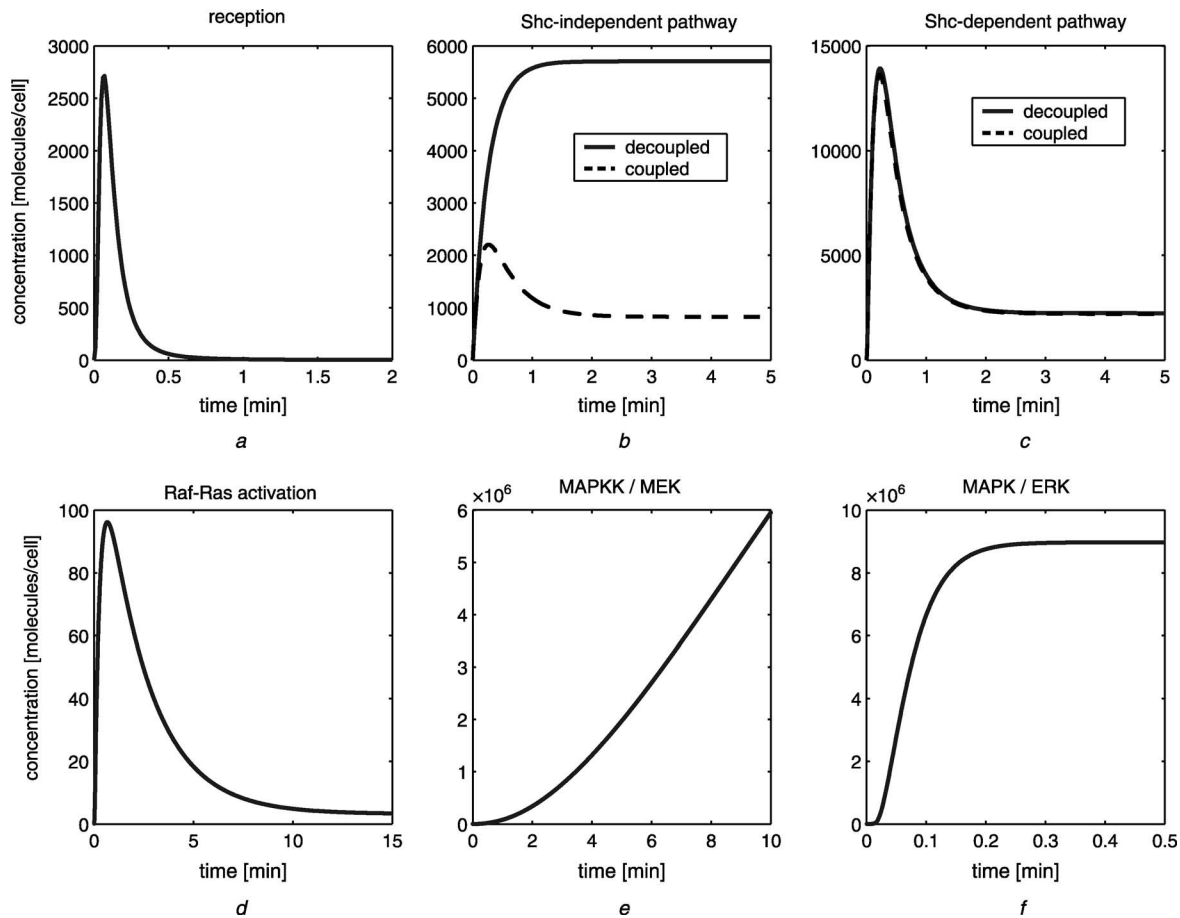 reception
Shc-independent pathway
Shc-dependent pathway
concentration [molecules/cell]
3000
2500
2000
1500
1000
500
0
0 0.5 1 1.5 2
time [min]
a
6000
5000
4000
3000
2000
1000
0
decoupled
coupled
0 1 2 3 4 5
time [min]
b
15000
10000
5000
0
decoupled
coupled
0 1 2 3 4 5
time [min]
c
Raf-Ras activation
MAPKK / MEK
MAPK / ERK
concentration [molecules/cell]
100
80
60
40
20
0
0 5 10 15
time [min]
d
×10⁶
6
5
4
3
2
1
0
0 2 4 6 8 10
time [min]
e
×10⁶
10
8
6
4
2
0
0 0.1 0.2 0.3 0.4 0.5
time [min]
f